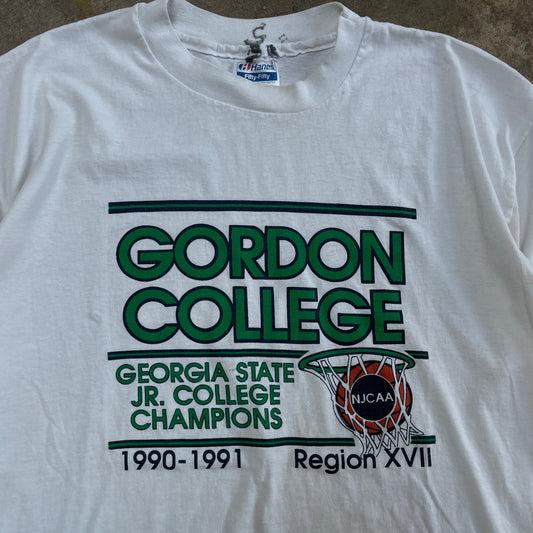 Hanes
Fifty-Fifty
GORDON
COLLEGE
GEORGIA STATE
JR. COLLEGE
CHAMPIONS
NJCAA
1990-1991 Region XVII